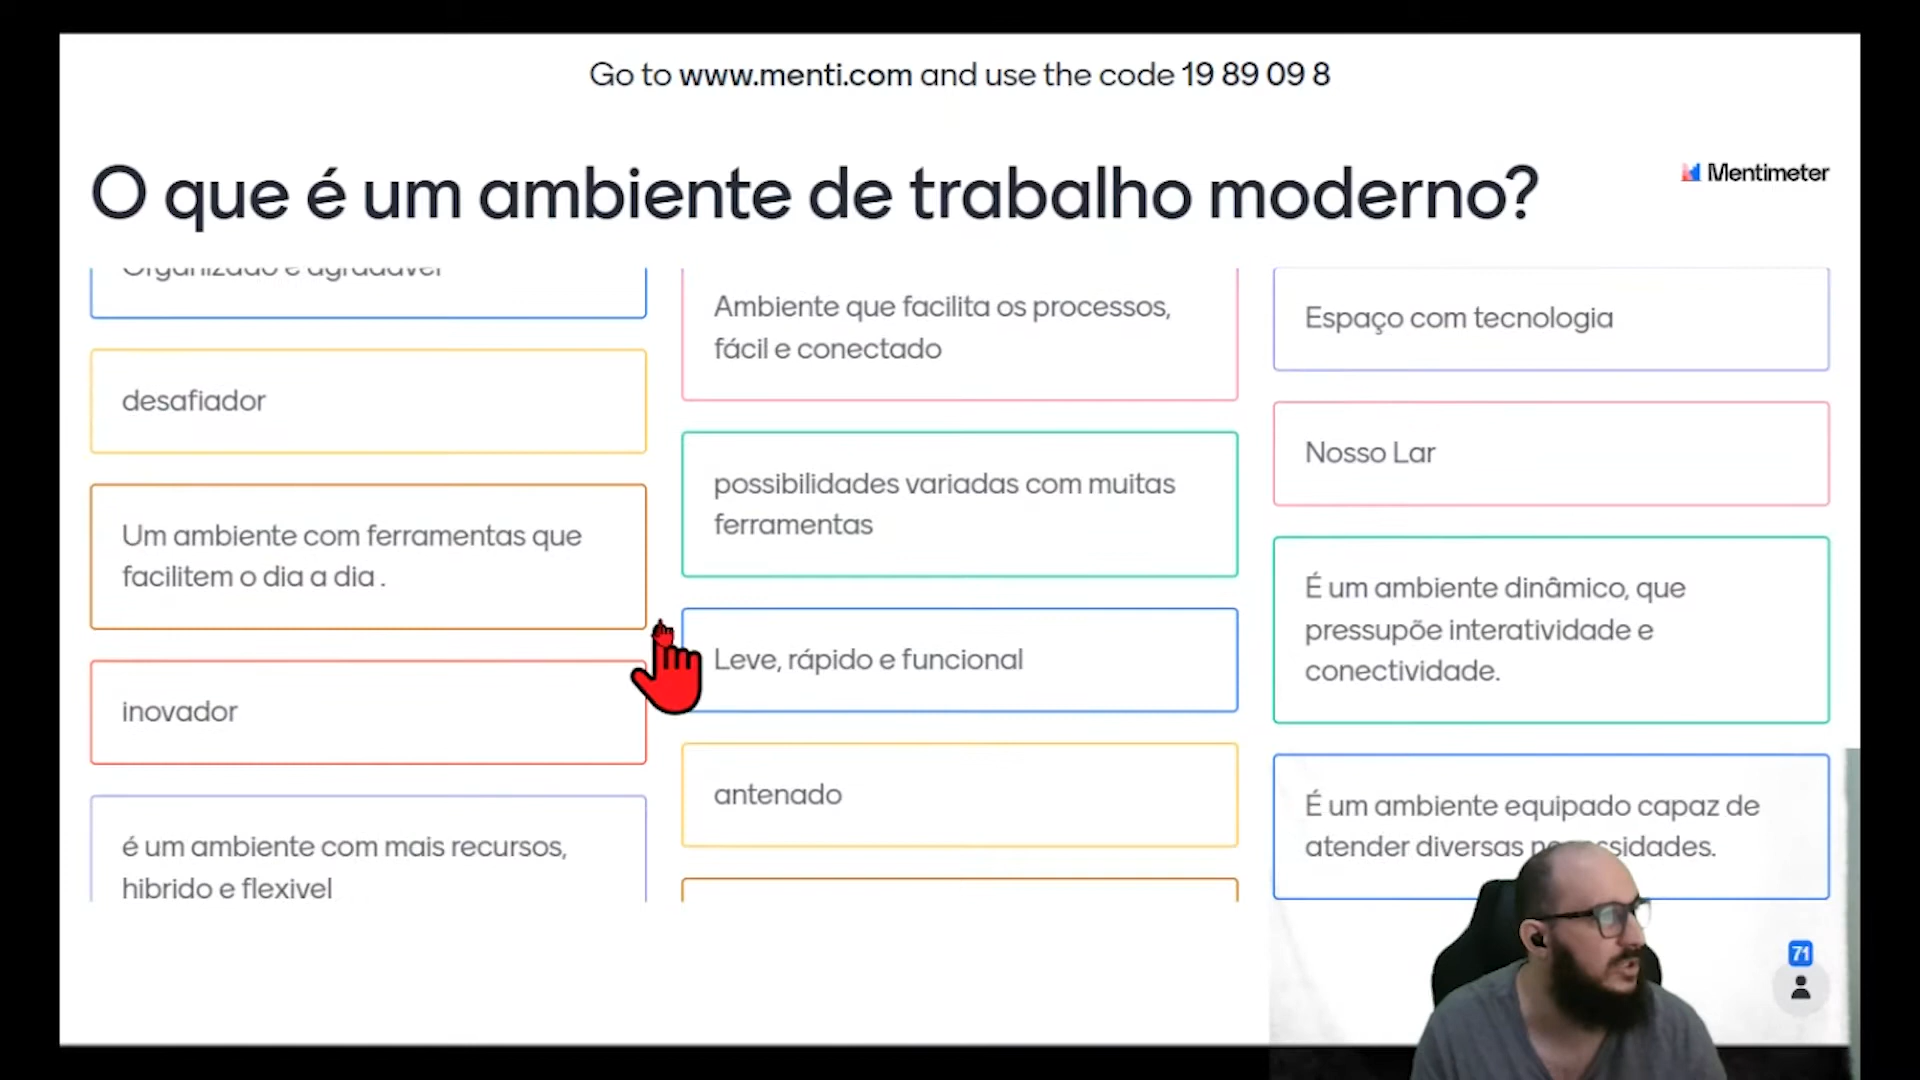 Go to www.menti.com and use the code 19 89 09 8
O que é um ambiente de trabalho moderno?
Mentimeter
Organizado e agradável
desafiador
Um ambiente com ferramentas que
facilitem o dia a dia .
inovador
é um ambiente com mais recursos,
hibrido e flexivel
Ambiente que facilita os processos,
fácil e conectado
possibilidades variadas com muitas
ferramentas
Leve, rápido e funcional
antenado
Espaço com tecnologia
Nosso Lar
É um ambiente dinâmico, que
pressupõe interatividade e
conectividade.
É um ambiente equipado capaz de
atender diversas necessidades.
71